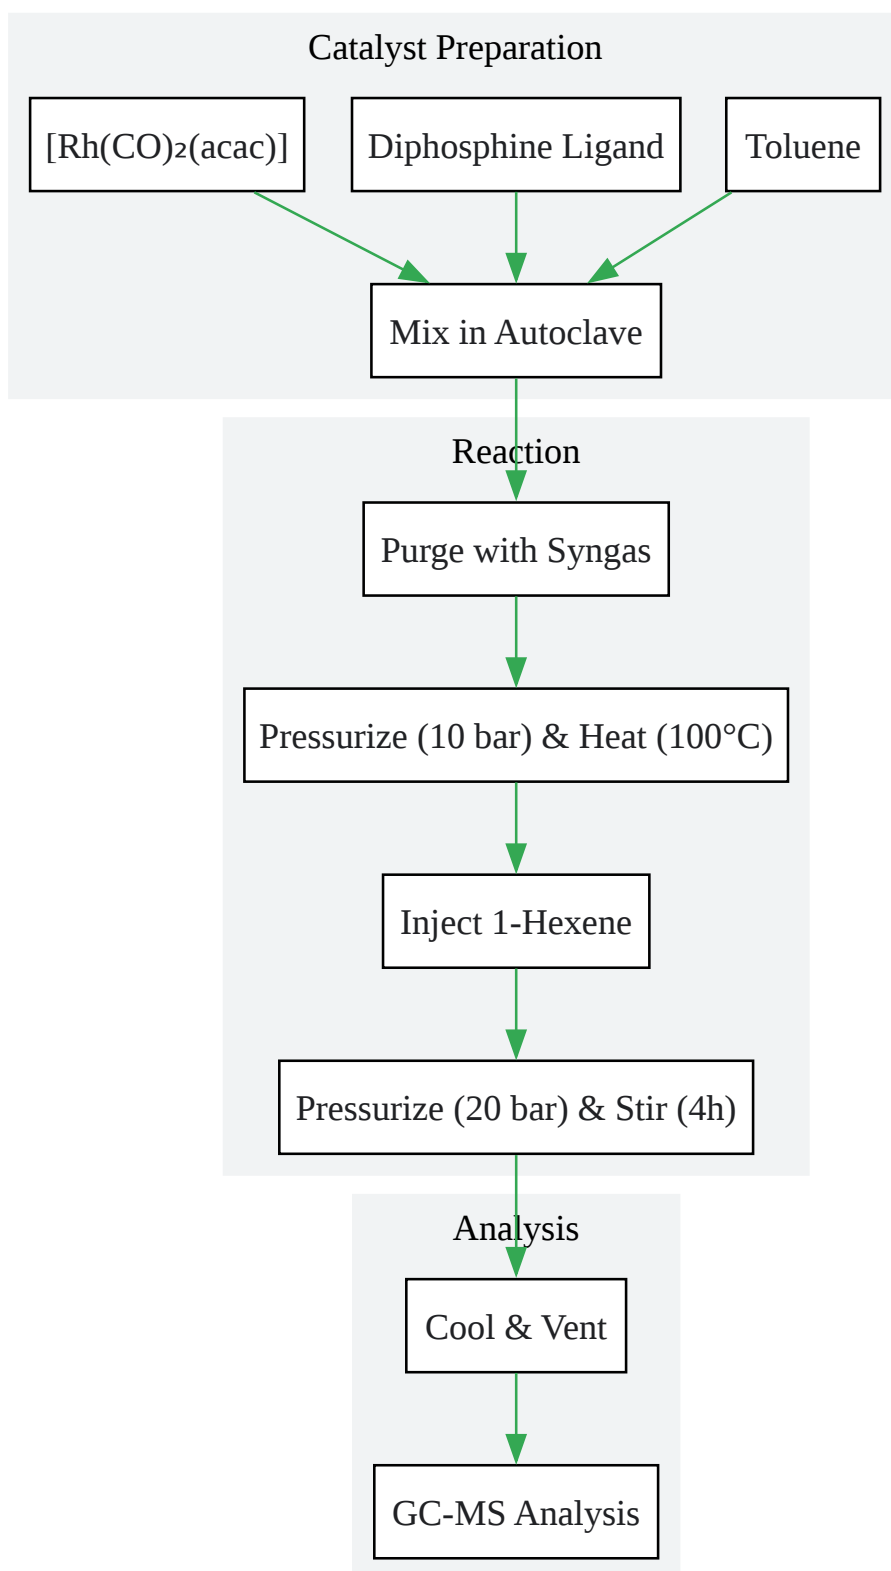 Catalyst Preparation
[Rh(CO)₂(acac)]
Diphosphine Ligand
Toluene
Mix in Autoclave
Reaction
Purge with Syngas
Pressurize (10 bar) & Heat (100°C)
Inject 1-Hexene
Pressurize (20 bar) & Stir (4h)
Analysis
Cool & Vent
GC-MS Analysis